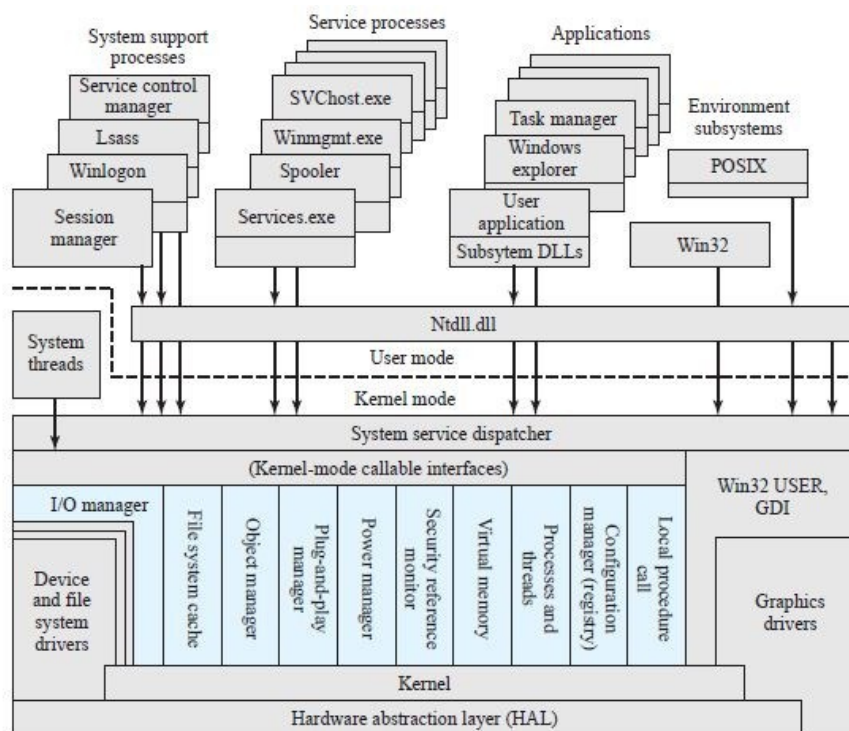 System support
processes
Service processes
Applications
Environment
subsystems
Service control
manager
Lsass
Winlogon
Session
manager
SVChost.exe
Winmgmt.exe
Spooler
Services.exe
Task manager
Windows
explorer
User
application
Subsytem DLLs
POSIX
Win32
Ntdll.dll
System
threads
User mode
Kernel mode
System service dispatcher
(Kernel-mode callable interfaces)
I/O manager
Device and file
system
drivers
File system cache
Object manager
Plug-and-play
manager
Power manager
Security reference
monitor
Virtual memory
Processes and
threads
Configuration
manager (registry)
Local procedure
call
Win32 USER,
GDI
Graphics
drivers
Kernel
Hardware abstraction layer (HAL)